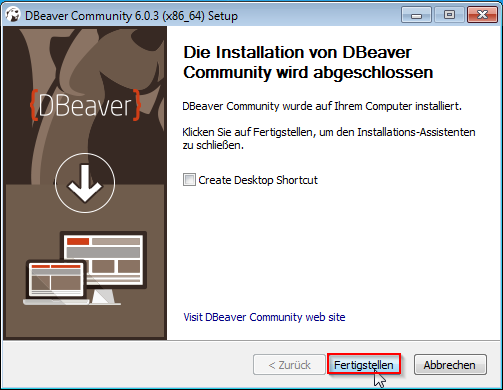 DBeaver Community 6.0.3 (x86_64) Setup
Die Installation von DBeaver
Community wird abgeschlossen
{DBeaver}
DBeaver Community wurde auf Ihrem Computer installiert.
Klicken Sie auf Fertigstellen, um den Installations-Assistenten
zu schließen.
Create Desktop Shortcut
Visit DBeaver Community web site
< Zurück
Fertigstellen
Abbrechen